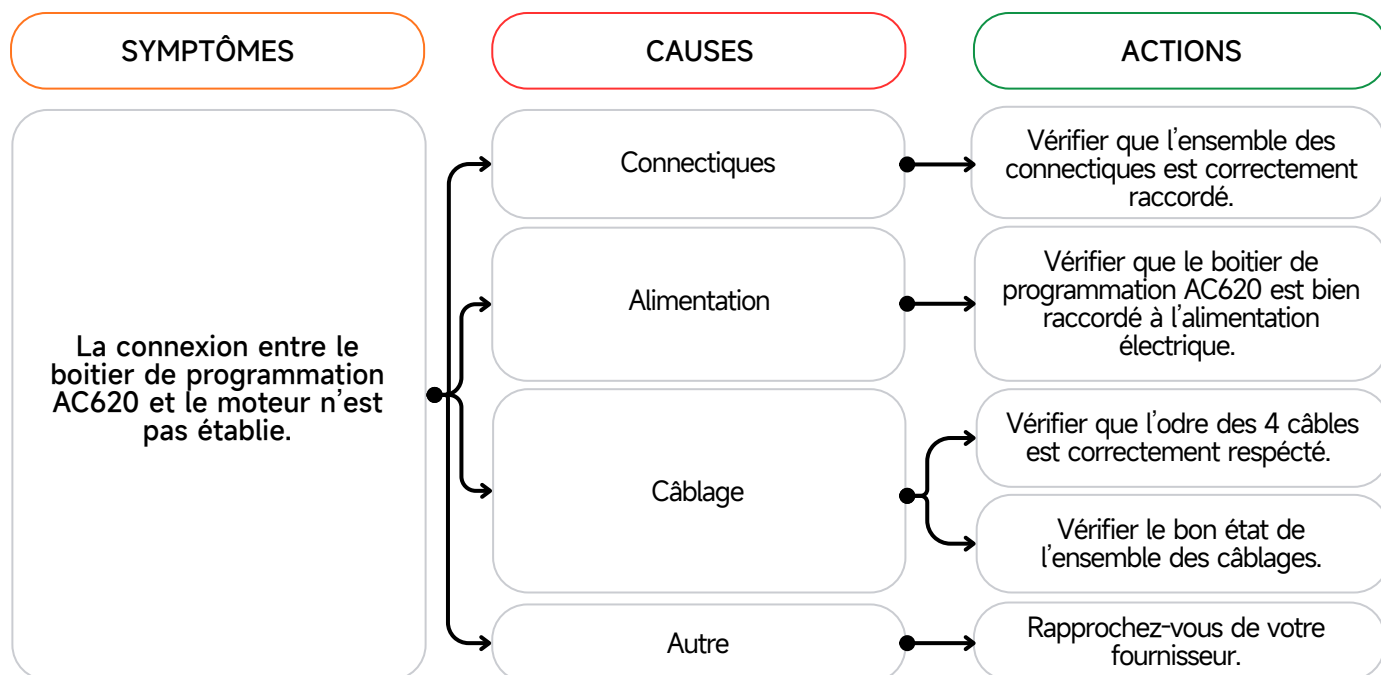 SYMPTÔMES
CAUSES
ACTIONS
La connexion entre le
boitier de programmation
AC620 et le moteur n'est
pas établie.
Connectiques
Vérifier que l'ensemble des
connectiques est correctement
raccordé.
Alimentation
Vérifier que le boitier de
programmation AC620 est bien
raccordé à l'alimentation
électrique.
Câblage
Vérifier que l'odre des 4 câbles
est correctement respécté.
Vérifier le bon état de
l'ensemble des câblages.
Autre
Rapprochez-vous de votre
fournisseur.